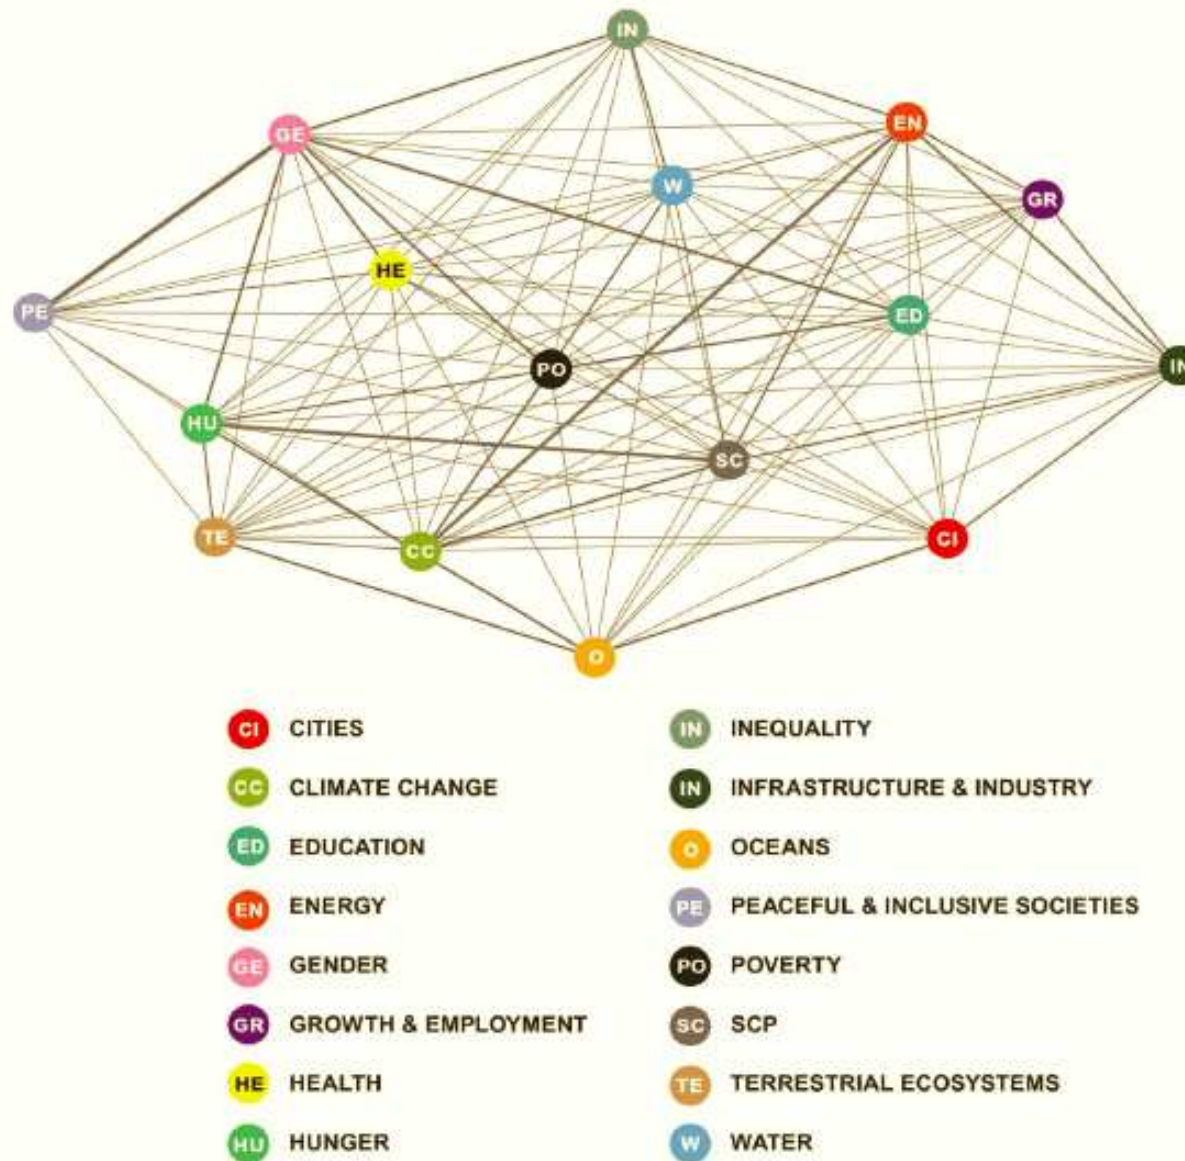 IN
EN
GE
W
GR
HE
PE
ED
PO
IN
HU
SC
TE
CC
CI
O
CI CITIES
CC CLIMATE CHANGE
ED EDUCATION
EN ENERGY
GE GENDER
GR GROWTH & EMPLOYMENT
HE HEALTH
HU HUNGER
IN INEQUALITY
IN INFRASTRUCTURE & INDUSTRY
O OCEANS
PE PEACEFUL & INCLUSIVE SOCIETIES
PO POVERTY
SC SCP
TE TERRESTRIAL ECOSYSTEMS
W WATER